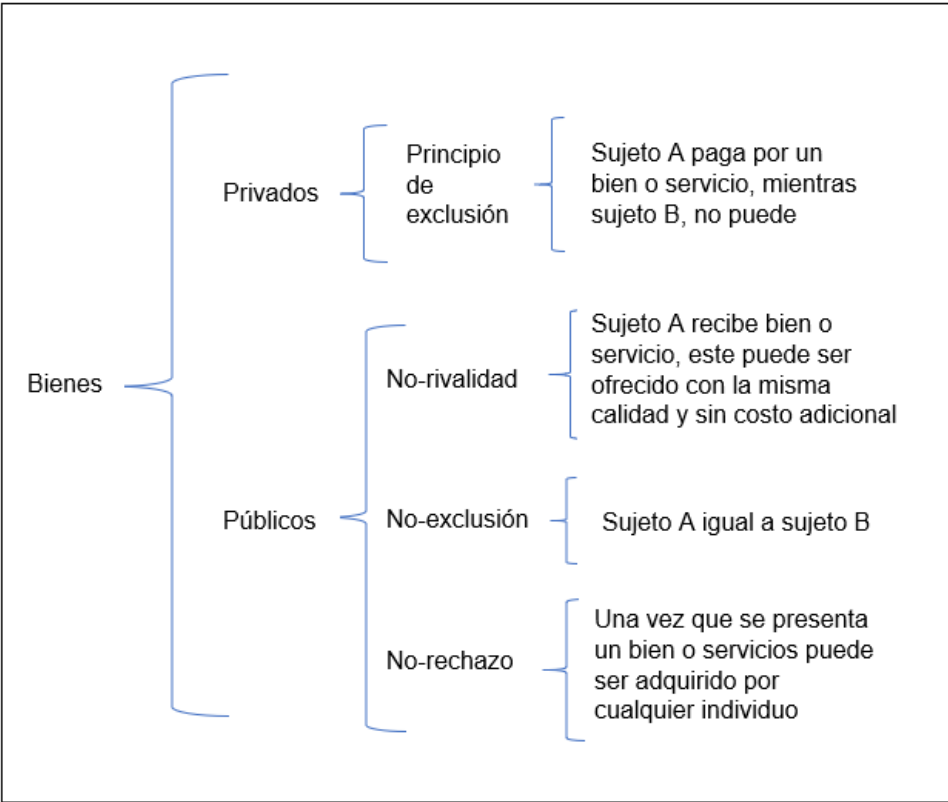 Bienes
Privados
Principio
de
exclusión
Sujeto A paga por un
bien o servicio, mientras
sujeto B, no puede
Públicos
No-rivalidad
Sujeto A recibe bien o
servicio, este puede ser
ofrecido con la misma
calidad y sin costo adicional
No-exclusión
Sujeto A igual a sujeto B
No-rechazo
Una vez que se presenta
un bien o servicios puede
ser adquirido por
cualquier individuo